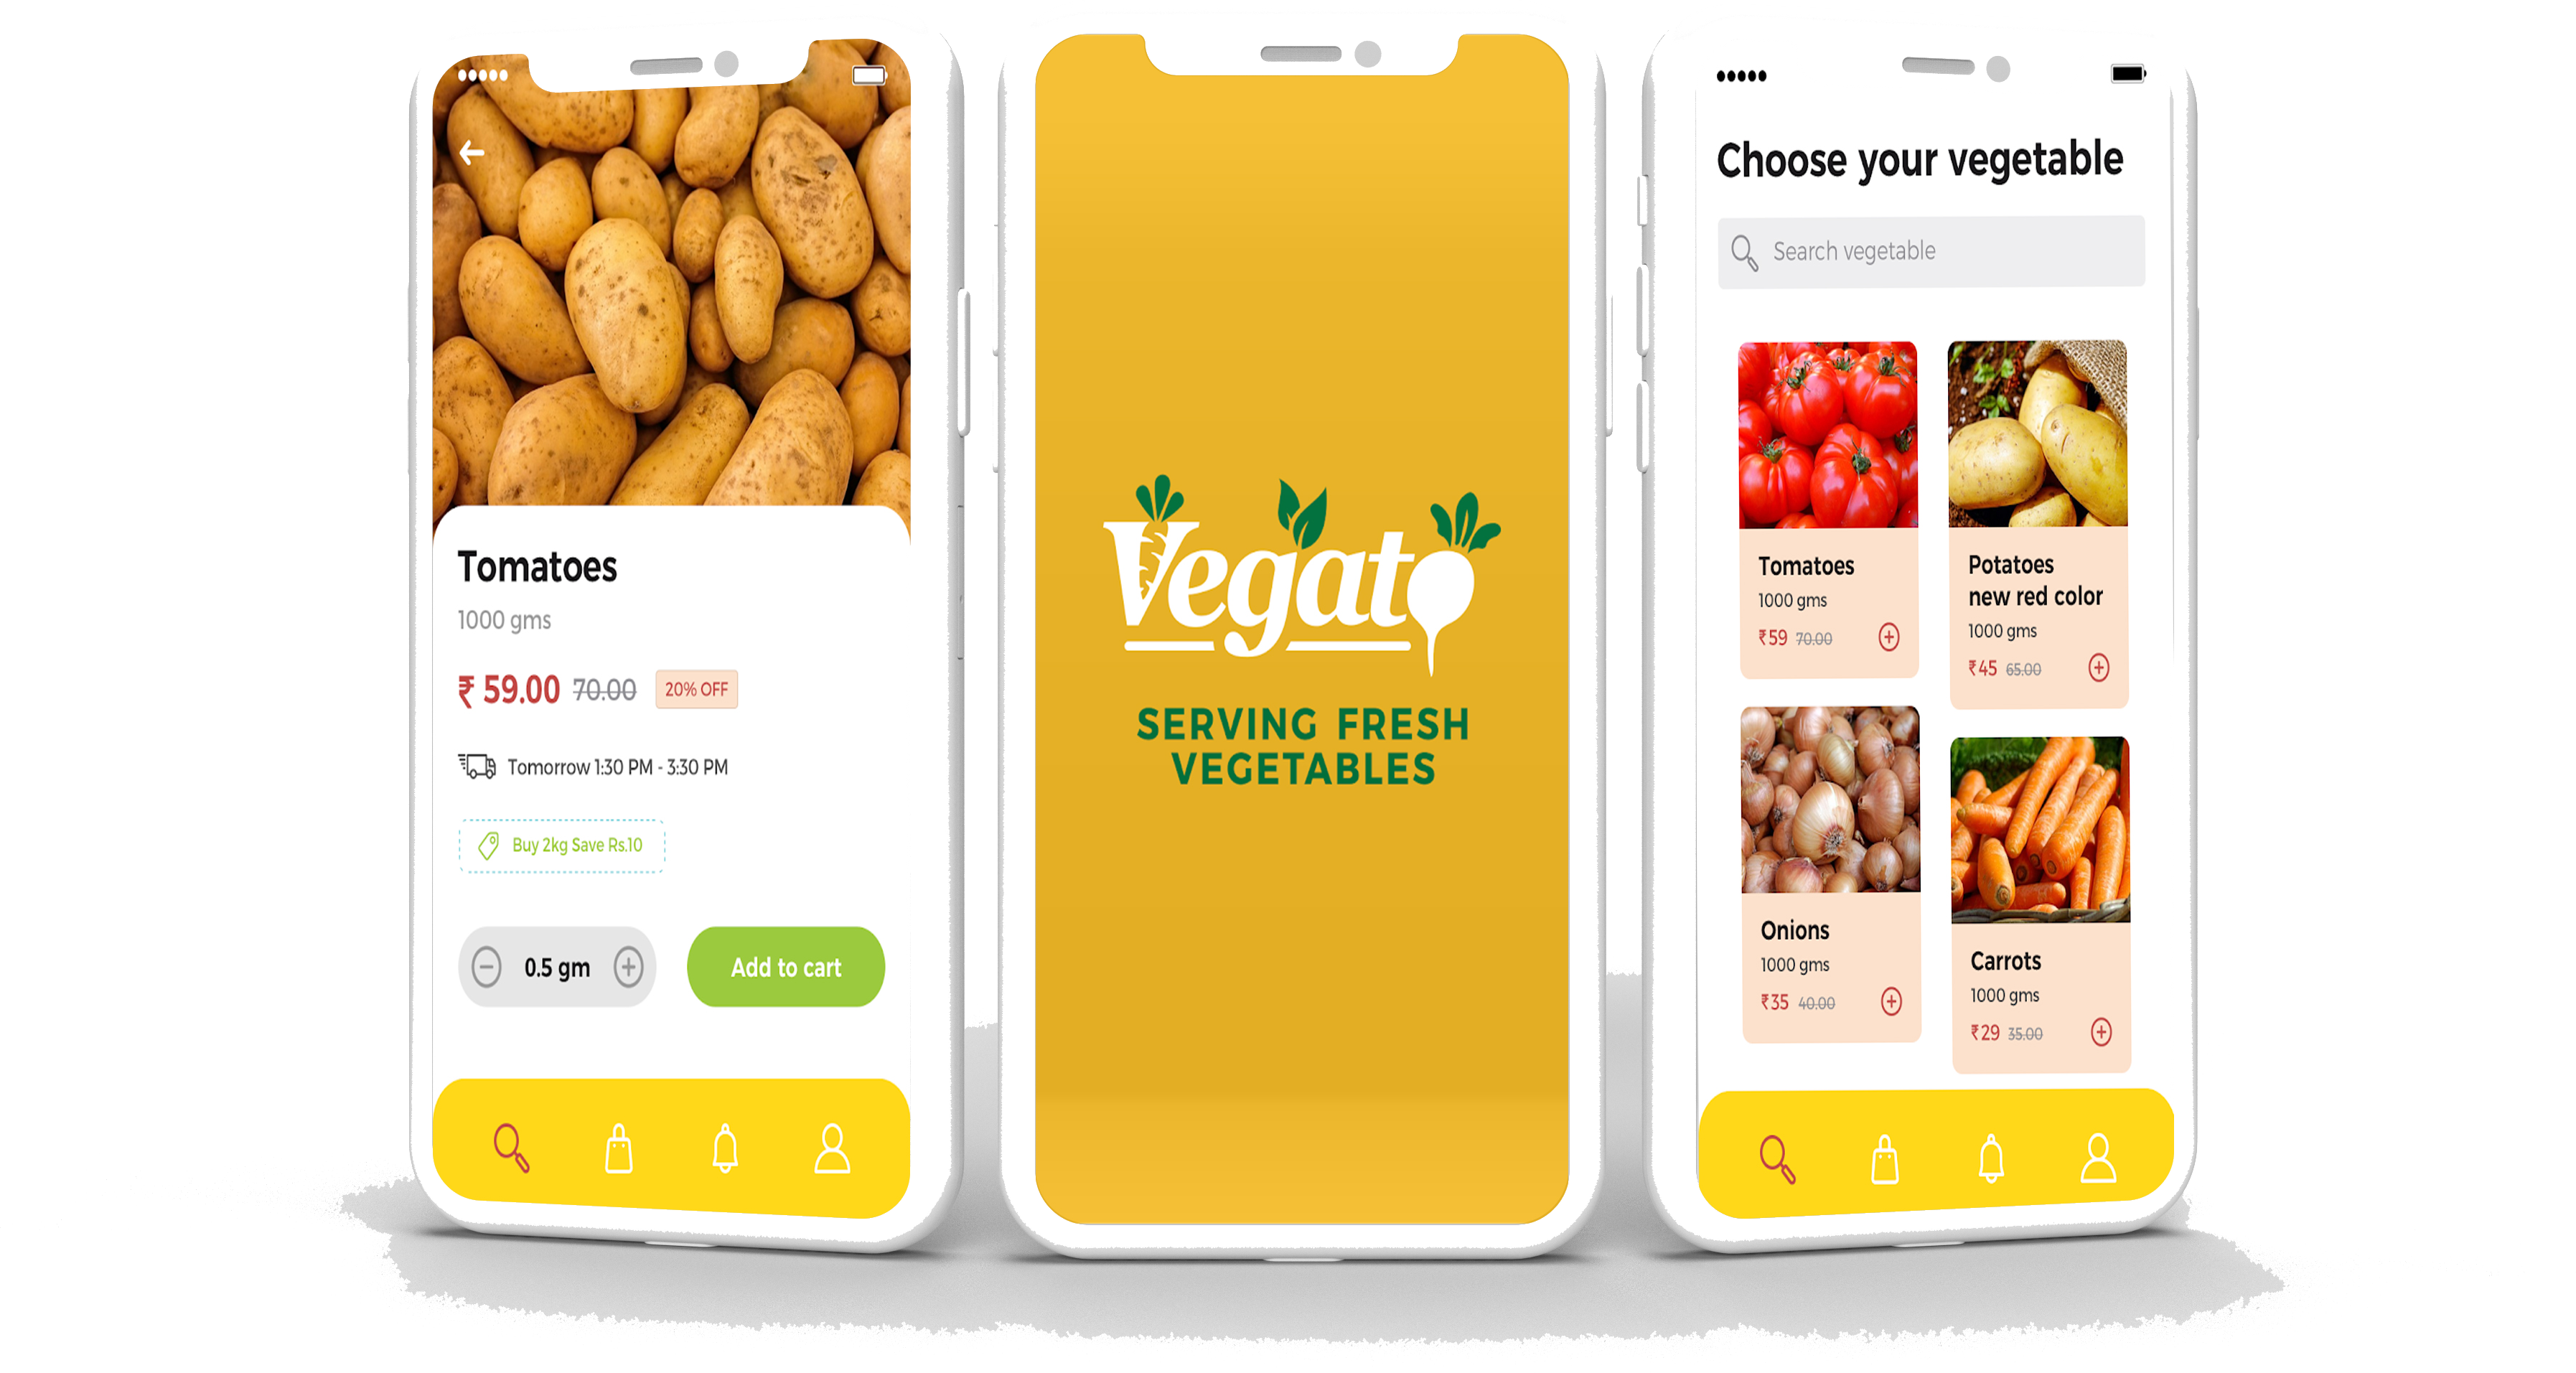 Tomatoes
1000 gms
₹ 59.00 70.00 20% OFF
Tomorrow 1:30 PM - 3:30 PM
Buy 2kg Save Rs.10
0.5 gm
Add to cart
Vegato
SERVING FRESH
VEGETABLES
Choose your vegetable
Search vegetable
Tomatoes
1000 gms
₹59 70.00
Potatoes
new red color
1000 gms
₹45 65.00
Onions
1000 gms
₹35 40.00
Carrots
1000 gms
₹29 35.00